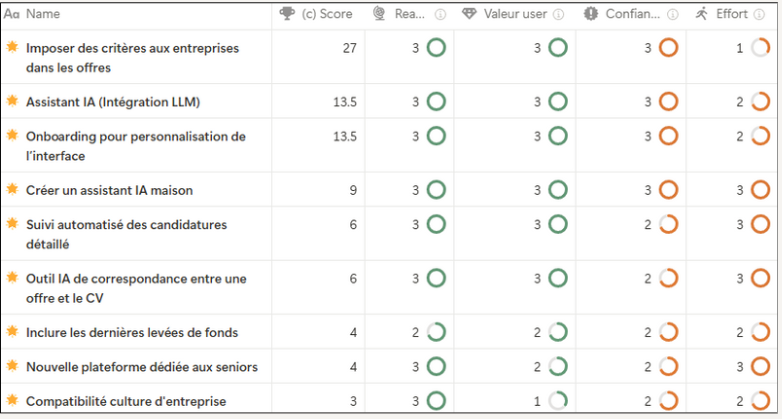 Aa Name (c) Score Rea... Valeur user Confian... Effort
Imposer des critères aux entreprises
dans les offres
27 3 3 3 1
Assistant IA (Intégration LLM) 13.5 3 3 3 2
Onboarding pour personnalisation de
l'interface
13.5 3 3 3 2
Créer un assistant IA maison 9 3 3 3 3
Suivi automatisé des candidatures
détaillé
6 3 3 2 3
Outil IA de correspondance entre une
offre et le CV
6 3 3 2 3
Inclure les dernières levées de fonds 4 2 2 2 2
Nouvelle plateforme dédiée aux seniors 4 3 2 2 3
Compatibilité culture d'entreprise 3 3 1 2 2